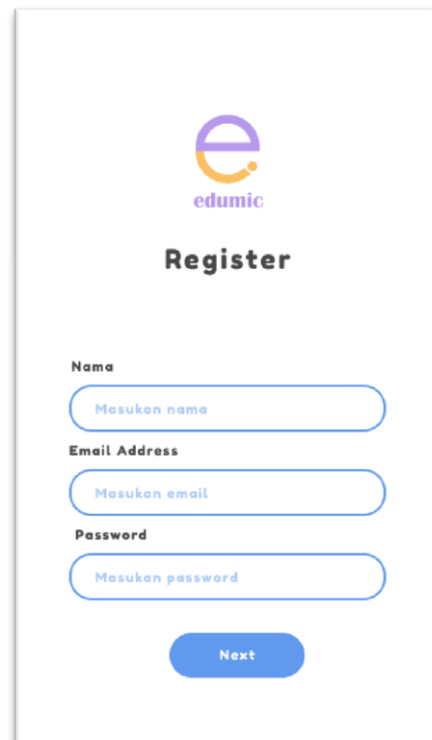 edumic
Register
Nama
Masukan nama
Email Address
Masukan email
Password
Masukan password
Next